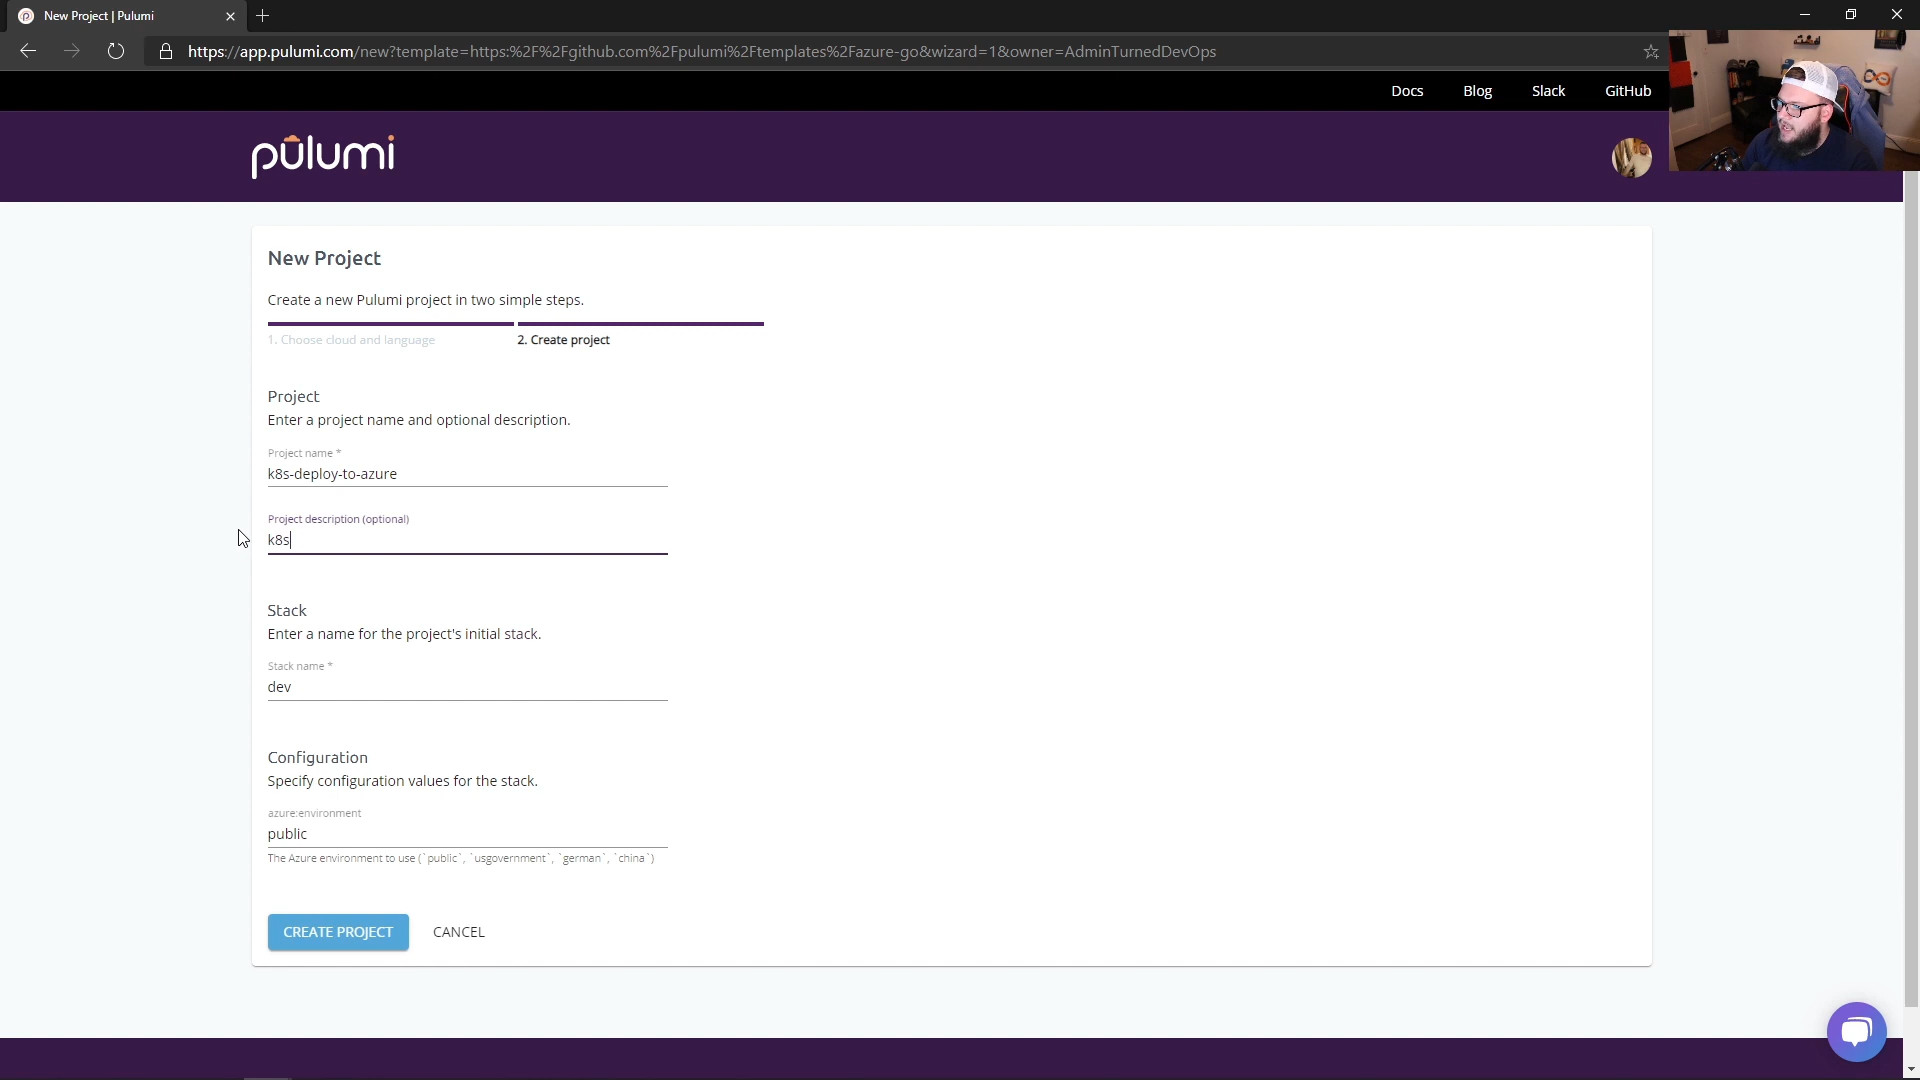 New Project | Pulumi
https://app.pulumi.com/new?template=https:%2F%2Fgithub.com%2Fpulumi%2Ftemplates%2Fazure-go&wizard=1&owner=AdminTurnedDevOps
Docs Blog Slack GitHub
pulumi
New Project
Create a new Pulumi project in two simple steps.
1. Choose cloud and language 2. Create project
Project
Enter a project name and optional description.
Project name *
k8s-deploy-to-azure
Project description (optional)
k8s
Stack
Enter a name for the project's initial stack.
Stack name *
dev
Configuration
Specify configuration values for the stack.
azure:environment
public
The Azure environment to use (`public`, `usgovernment`, `german`, `china`)
CREATE PROJECT CANCEL